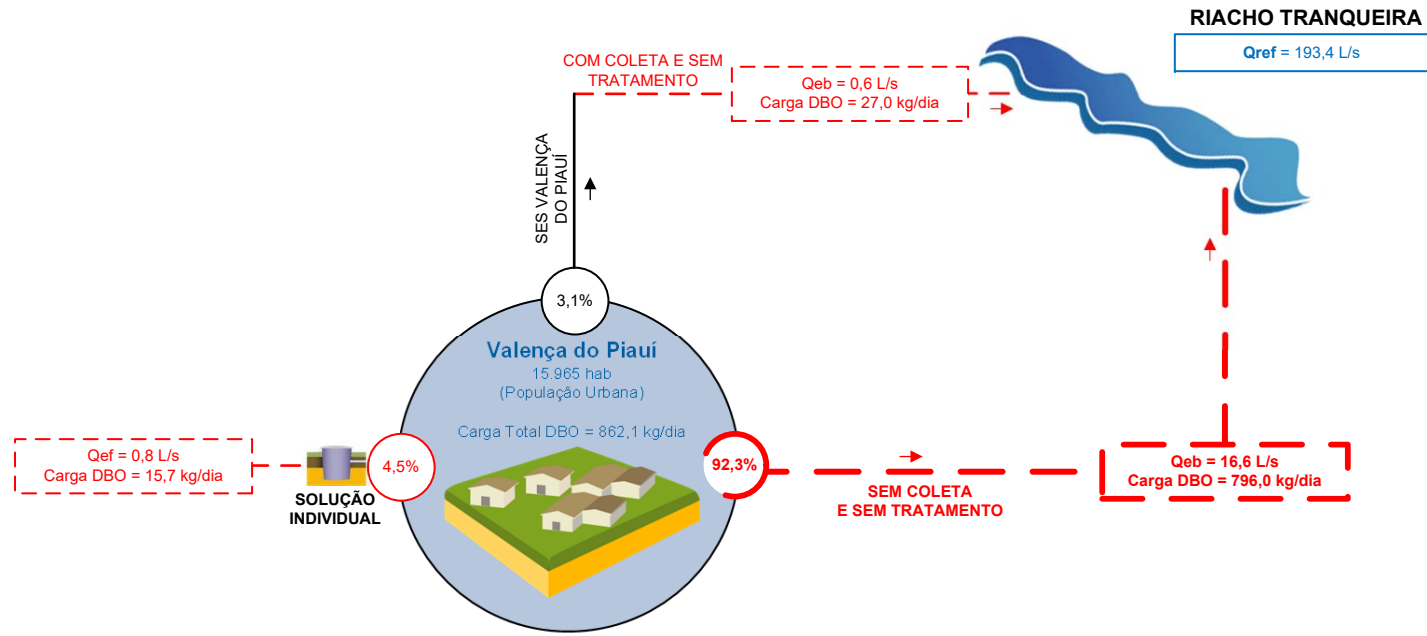 RIACHO TRANQUEIRA
Qref = 193,4 L/s
COM COLETA E SEM
TRATAMENTO
Qeb = 0,6 L/s
Carga DBO = 27,0 kg/dia
SES VALENÇA
DO PIAUÍ
3,1%
Valença do Piauí
15.965 hab
(População Urbana)
Carga Total DBO = 862,1 kg/dia
Qef = 0,8 L/s
Carga DBO = 15,7 kg/dia
4,5%
SOLUÇÃO
INDIVIDUAL
92,3%
SEM COLETA
E SEM TRATAMENTO
Qeb = 16,6 L/s
Carga DBO = 796,0 kg/dia